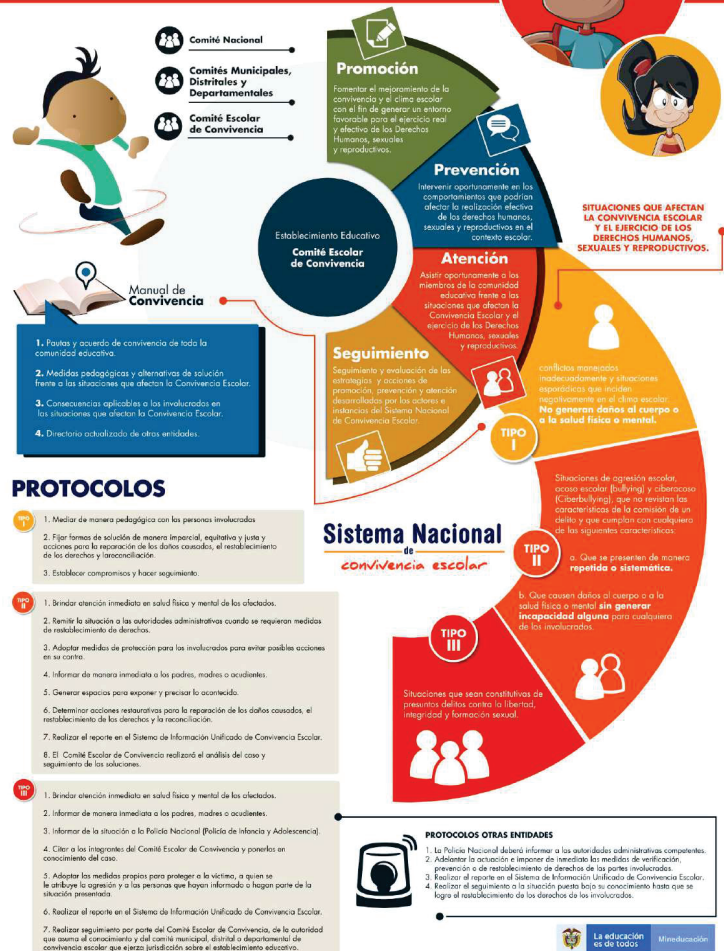 Comité Nacional
Comités Municipales,
Distritales y
Departamentales
Comité Escolar
de Convivencia
Promoción
Fomentar el mejoramiento de la
convivencia y el clima escolar
con el fin de generar un entorno
favorable para el ejercicio real
y efectivo de los Derechos
Humanos, sexuales
y reproductivos.
Prevención
Intervenir oportunamente en los
comportamientos que podrían
afectar la realización efectiva
de los derechos humanos,
sexuales y reproductivos en el
contexto escolar.
Establecimiento Educativo
Comité Escolar
de Convivencia
Atención
Asistir oportunamente a los
miembros de la comunidad
educativa frente a las
situaciones que afectan la
Convivencia Escolar y el
ejercicio de los Derechos
Humanos, sexuales
y reproductivos.
Seguimiento
Seguimiento y evaluación de las
estrategias y acciones de
promoción, prevención y atención
desarrolladas por los actores e
instancias del Sistema Nacional
de Convivencia Escolar.
SITUACIONES QUE AFECTAN
LA CONVIVENCIA ESCOLAR
Y EL EJERCICIO DE LOS
DERECHOS HUMANOS,
SEXUALES Y REPRODUCTIVOS.
Manual de
Convivencia
1. Pautas y acuerdo de convivencia de toda la
comunidad educativa.
2. Medidas pedagógicas y alternativas de solución
frente a las situaciones que afectan la Convivencia Escolar.
3. Consecuencias aplicables a los involucrados en
las situaciones que afectan la Convivencia Escolar.
4. Directorio actualizado de otras entidades.
TIPO
I
conflictos manejados
inadecuadamente y situaciones
esporádicas que inciden
negativamente en el clima escolar.
No generan daños al cuerpo o
a la salud física o mental.
TIPO
II
Situaciones de agresión escolar,
acoso escolar (bullying) y ciberacoso
(Ciberbullying), que no revistan las
características de la comisión de un
delito y que cumplan con cualquiera
de las siguientes características:
a. Que se presenten de manera
repetida o sistemática.
b. Que causen daños al cuerpo o a la
salud física o mental sin generar
incapacidad alguna para cualquiera
de los involucrados.
TIPO
III
Situaciones que sean constitutivas de
presuntos delitos contra la libertad,
integridad y formación sexual.
Sistema Nacional
de
convivencia escolar
PROTOCOLOS
TIPO
I
1. Mediar de manera pedagógica con las personas involucradas
2. Fijar formas de solución de manera imparcial, equitativa y justa y
acciones para la reparación de los daños causados, el restablecimiento
de los derechos y lareconciliación.
3. Establecer compromisos y hacer seguimiento.
TIPO
II
1. Brindar atención inmediata en salud física y mental de los afectados.
2. Remitir la situación a las autoridades administrativas cuando se requieran medidas
de restablecimiento de derechos.
3. Adoptar medidas de protección para los involucrados para evitar posibles acciones
en su contra.
4. Informar de manera inmediata a los padres, madres o acudientes.
5. Generar espacios para exponer y precisar lo acontecido.
6. Determinar acciones restaurativas para la reparación de los daños causados, el
restablecimiento de los derechos y la reconciliación.
7. Realizar el reporte en el Sistema de Información Unificado de Convivencia Escolar.
8. El Comité Escolar de Convivencia realizará el análisis del caso y
seguimiento de las soluciones.
TIPO
III
1. Brindar atención inmediata en salud física y mental de los afectados.
2. Informar de manera inmediata a los padres, madres o acudientes.
3. Informar de la situación a la Policía Nacional (Policía de Infancia y Adolescencia).
4. Citar a los integrantes del Comité Escolar de Convivencia y ponerlos en
conocimiento del caso.
5. Adoptar las medidas propias para proteger a la víctima, a quien se
le atribuye la agresión y a las personas que hayan informado o hagan parte de la
situación presentada.
6. Realizar el reporte en el Sistema de Información Unificado de Convivencia Escolar.
7. Realizar seguimiento por parte del Comité Escolar de Convivencia, de la autoridad
que asuma el conocimiento y del comité municipal, distrital o departamental de
convivencia escolar que ejerza jurisdicción sobre el establecimiento educativo.
PROTOCOLOS OTRAS ENTIDADES
1. La Policía Nacional deberá informar a las autoridades administrativas competentes.
2. Adelantar la actuación e imponer de inmediato las medidas de verificación,
prevención o de restablecimiento de derechos de las partes involucradas.
3. Realizar el reporte en el Sistema de Información Unificado de Convivencia Escolar.
4. Realizar el seguimiento a la situación puesta bajo su conocimiento hasta que se
logre el restablecimiento de los derechos de los involucrados.
La educación
es de todos
Mineducación